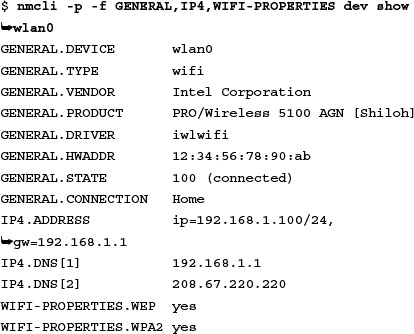 $ nmcli -p -f GENERAL,IP4,WIFI-PROPERTIES dev show
➥wlan0
GENERAL.DEVICE wlan0
GENERAL.TYPE wifi
GENERAL.VENDOR Intel Corporation
GENERAL.PRODUCT PRO/Wireless 5100 AGN [Shiloh]
GENERAL.DRIVER iwlwifi
GENERAL.HWADDR 12:34:56:78:90:ab
GENERAL.STATE 100 (connected)
GENERAL.CONNECTION Home
IP4.ADDRESS ip=192.168.1.100/24,
➥gw=192.168.1.1
IP4.DNS[1] 192.168.1.1
IP4.DNS[2] 208.67.220.220
WIFI-PROPERTIES.WEP yes
WIFI-PROPERTIES.WPA2 yes